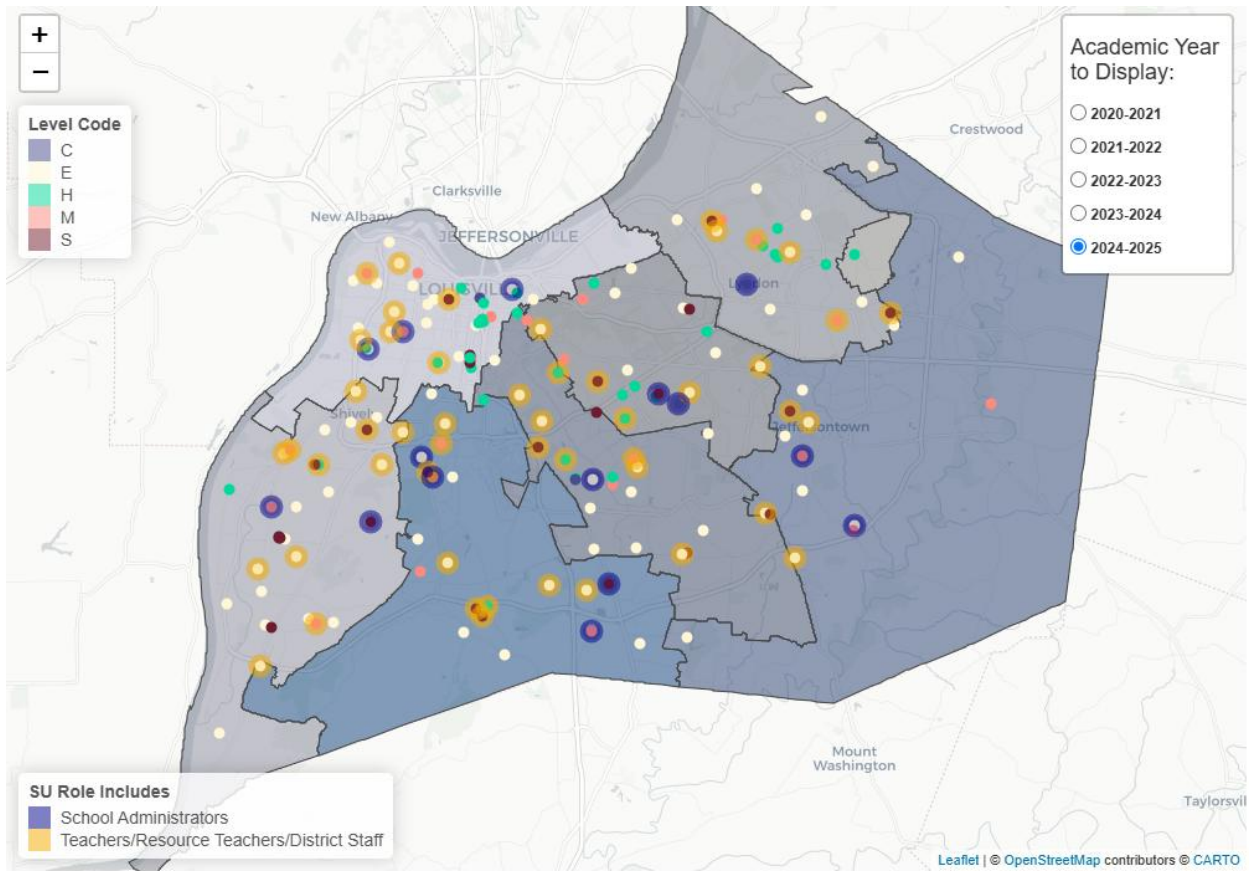 +
−
Level Code
C
E
H
M
S
Academic Year
to Display:
2020-2021
2021-2022
2022-2023
2023-2024
2024-2025
Crestwood
Clarksville
New Albany
JEFFERSONVILLE
LOUISVILLE
Lyndon
Shively
Jeffersontown
Mount
Washington
Taylorsvil
SU Role Includes
School Administrators
Teachers/Resource Teachers/District Staff
Leaflet | © OpenStreetMap contributors © CARTO